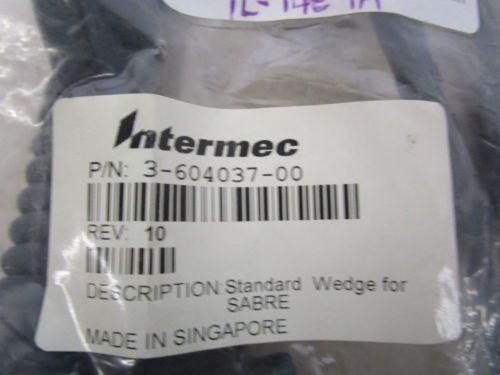 Intermec
P/N: 3-604037-00
REV: 10
DESCRIPTION: Standard Wedge for
SABRE
MADE IN SINGAPORE